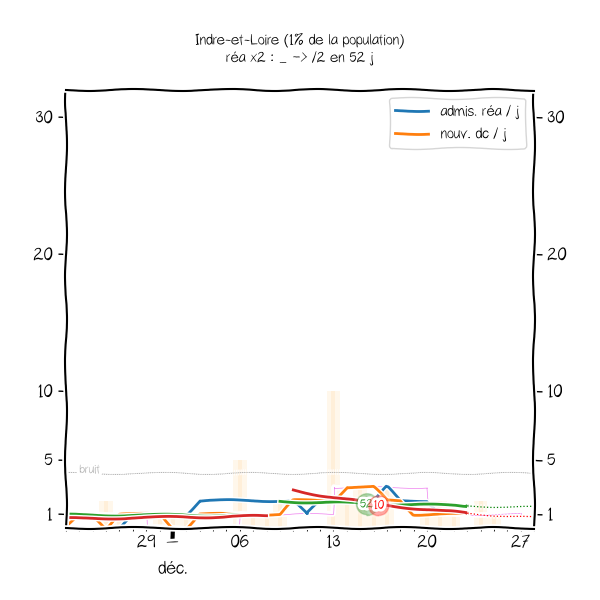 Indre-et-Loire (1% de la population)
réa x2 : _ -> /2 en 52 j
admis. réa / j
nouv. dc / j
30 30
20 20
10 10
5 5
bruit
52 10
1 1
29 06 13 20 27
déc.